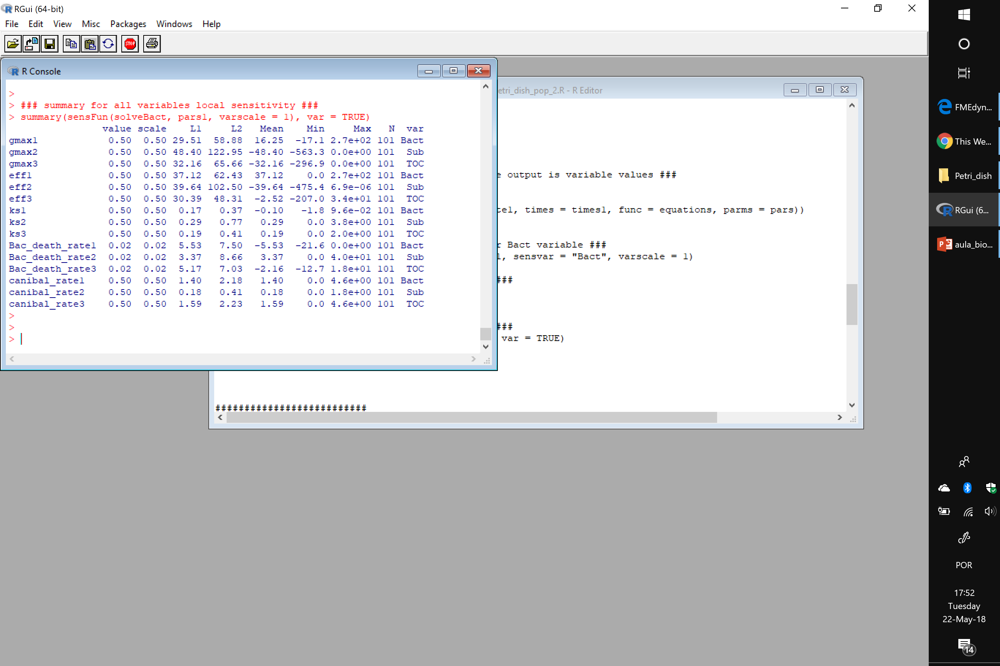 RGui (64-bit)
File Edit View Misc Packages Windows Help
STOP
R Console
>
> ### summary for all variables local sensitivity ###
> summary(sensFun(solveBact, pars1, varscale = 1), var = TRUE)
value scale L1 L2 Mean Min Max N var
gmax1 0.50 0.50 29.51 58.88 16.25 -17.1 2.7e+02 101 Bact
gmax2 0.50 0.50 48.40 122.95 -48.40 -563.3 0.0e+00 101 Sub
gmax3 0.50 0.50 32.16 65.66 -32.16 -296.9 0.0e+00 101 TOC
eff1 0.50 0.50 37.12 62.43 37.12 0.0 2.7e+02 101 Bact
eff2 0.50 0.50 39.64 102.50 -39.64 -475.4 6.9e-06 101 Sub
eff3 0.50 0.50 30.39 48.31 -2.52 -207.0 3.4e+01 101 TOC
ks1 0.50 0.50 0.17 0.37 -0.10 -1.8 9.6e-02 101 Bact
ks2 0.50 0.50 0.29 0.77 0.29 0.0 3.8e+00 101 Sub
ks3 0.50 0.50 0.19 0.41 0.19 0.0 2.0e+00 101 TOC
Bac_death_rate1 0.02 0.02 5.53 7.50 -5.53 -21.6 0.0e+00 101 Bact
Bac_death_rate2 0.02 0.02 3.37 8.66 3.37 0.0 4.0e+01 101 Sub
Bac_death_rate3 0.02 0.02 5.17 7.03 -2.16 -12.7 1.8e+01 101 TOC
canibal_rate1 0.50 0.50 1.40 2.18 1.40 0.0 4.6e+00 101 Bact
canibal_rate2 0.50 0.50 0.18 0.41 0.18 0.0 1.8e+00 101 Sub
canibal_rate3 0.50 0.50 1.59 2.23 1.59 0.0 4.6e+00 101 TOC
>
>
>
etri_dish_pop_2.R - R Editor
e output is variable values ###
te1, times = times1, func = equations, parms = pars))
r Bact variable ###
1, sensvar = "Bact", varscale = 1)
###
###
var = TRUE)
##########################
FMEdyn...
This We...
Petri_dish
RGui (6...
aula_bio...
POR
17:52
Tuesday
22-May-18
14